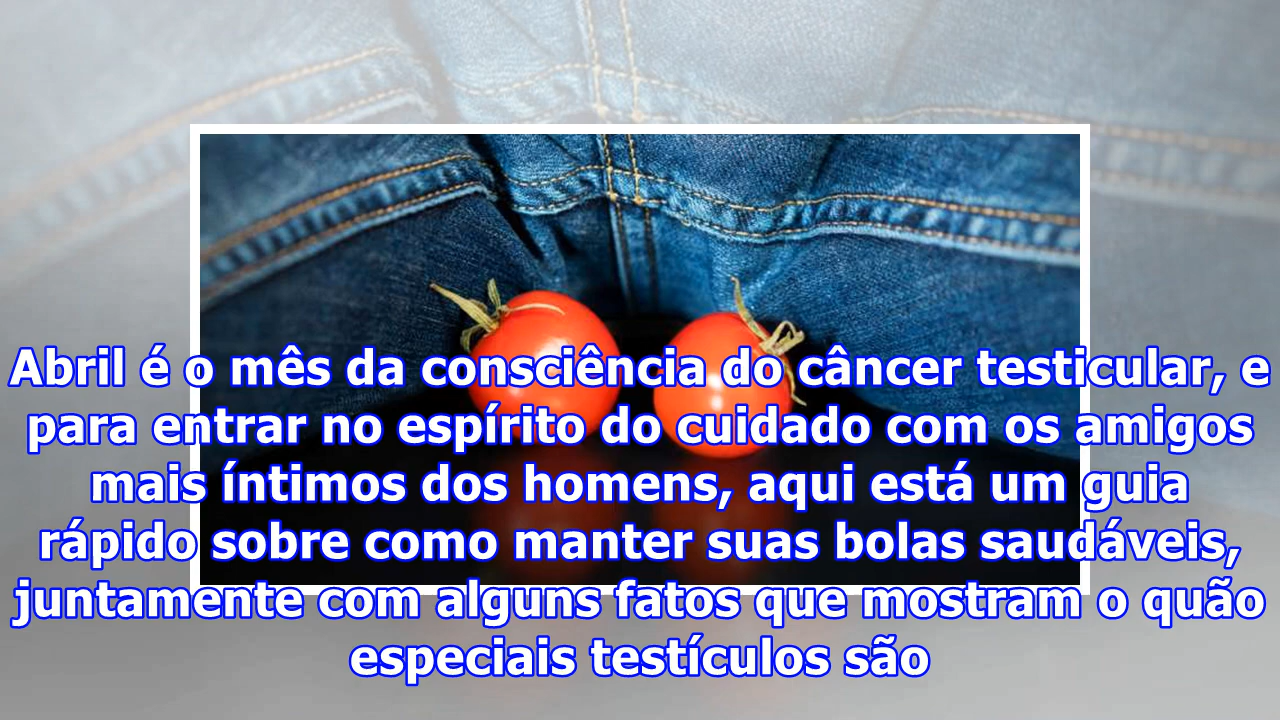 Abril é o mês da consciência do câncer testicular, e
para entrar no espírito do cuidado com os amigos
mais íntimos dos homens, aqui está um guia
rápido sobre como manter suas bolas saudáveis,
juntamente com alguns fatos que mostram o quão
especiais testículos são